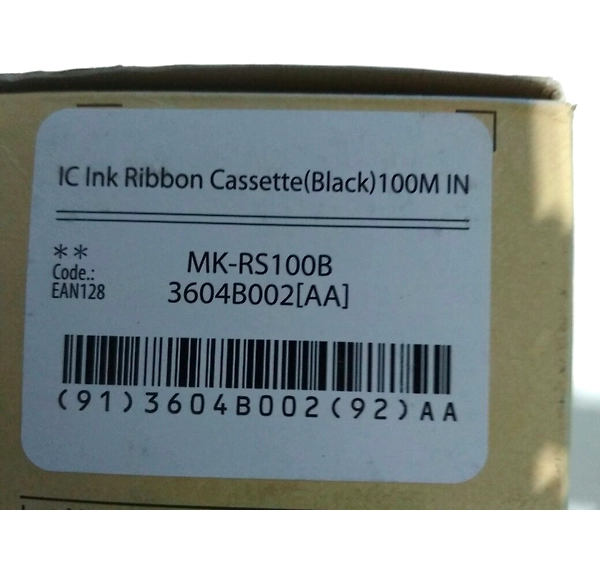 IC Ink Ribbon Cassette(Black)100M IN
** MK-RS100B
Code.:
EAN128 3604B002[AA]
(91)3604B002(92)AA